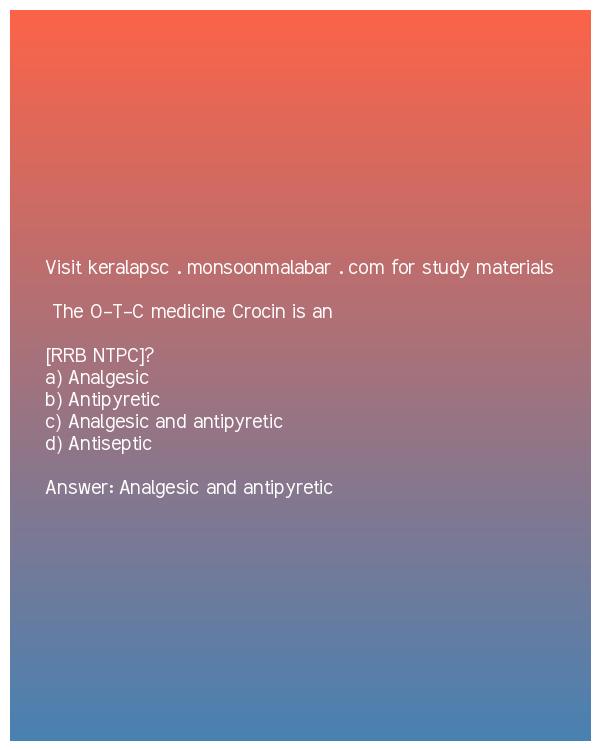 Visit keralapsc . monsoonmalabar . com for study materials
The O-T-C medicine Crocin is an
[RRB NTPC]?
a) Analgesic
b) Antipyretic
c) Analgesic and antipyretic
d) Antiseptic
Answer: Analgesic and antipyretic